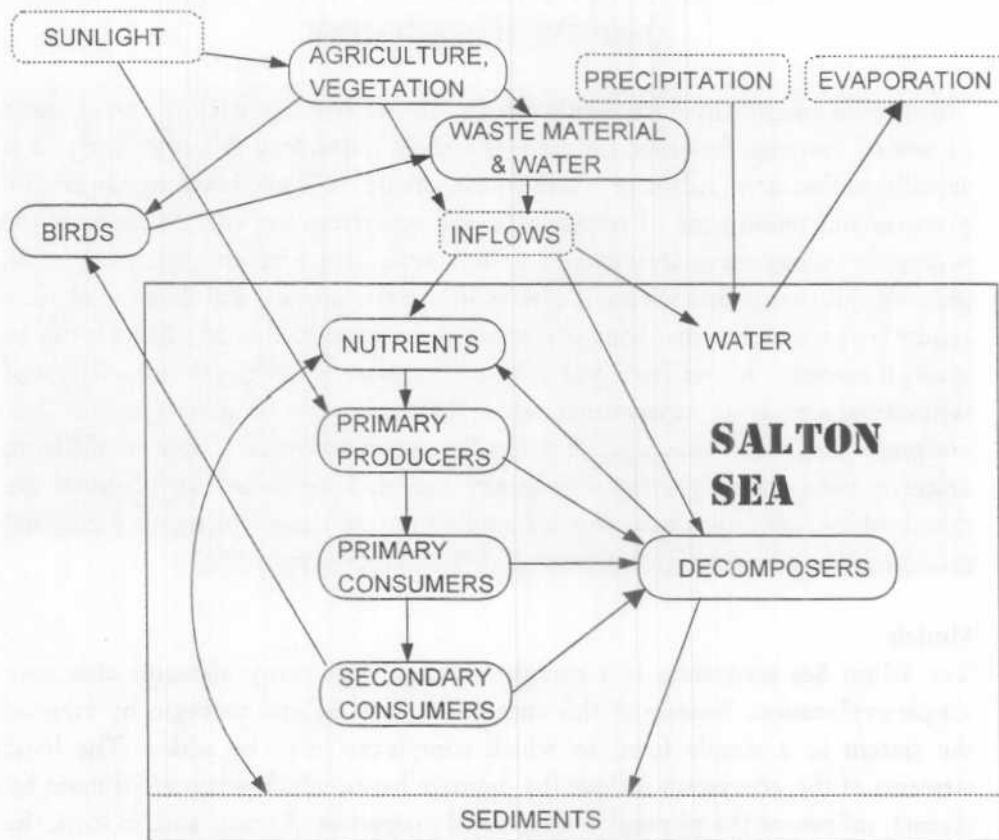 SUNLIGHT
AGRICULTURE,
VEGETATION
PRECIPITATION
EVAPORATION
WASTE MATERIAL
& WATER
BIRDS
INFLOWS
NUTRIENTS
WATER
PRIMARY
PRODUCERS
SALTON
SEA
PRIMARY
CONSUMERS
DECOMPOSERS
SECONDARY
CONSUMERS
SEDIMENTS